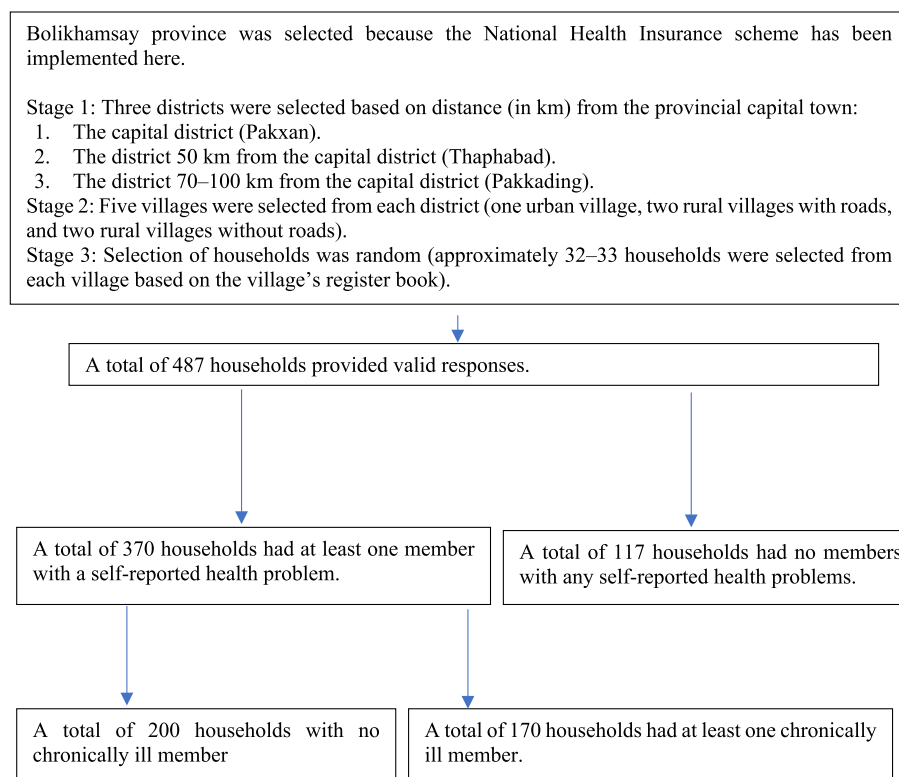 Bolikhamsay province was selected because the National Health Insurance scheme has been
implemented here.
Stage 1: Three districts were selected based on distance (in km) from the provincial capital town:
1. The capital district (Pakxan).
2. The district 50 km from the capital district (Thaphabad).
3. The district 70–100 km from the capital district (Pakkading).
Stage 2: Five villages were selected from each district (one urban village, two rural villages with roads,
and two rural villages without roads).
Stage 3: Selection of households was random (approximately 32–33 households were selected from
each village based on the village’s register book).
A total of 487 households provided valid responses.
A total of 370 households had at least one member
with a self-reported health problem.
A total of 117 households had no members
with any self-reported health problems.
A total of 200 households with no
chronically ill member
A total of 170 households had at least one chronically
ill member.